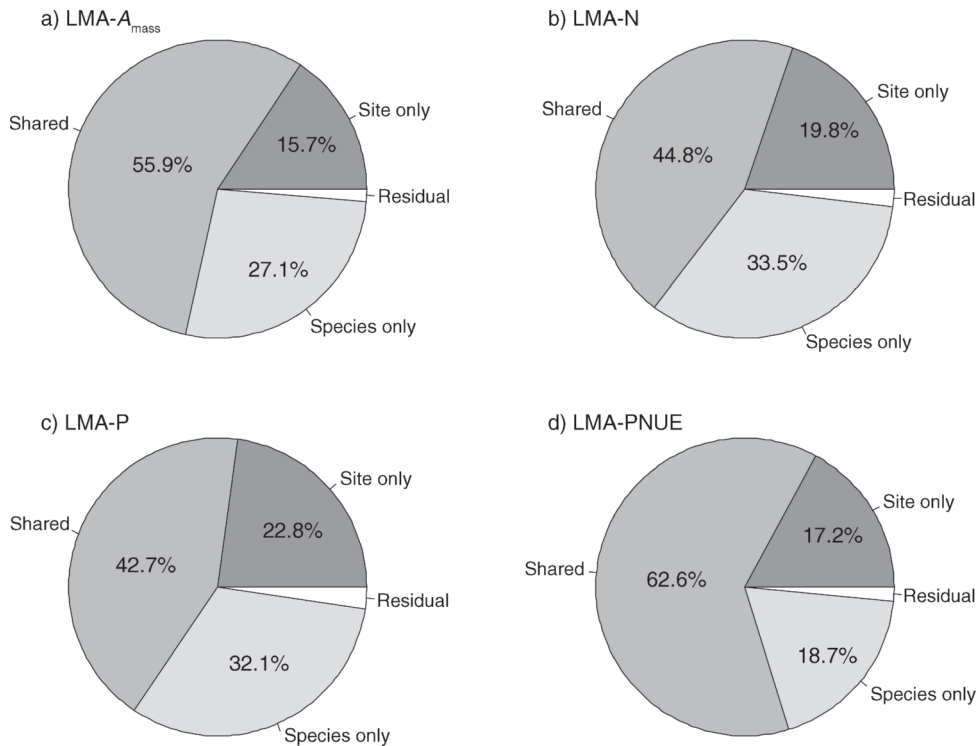 a) LMA-Amass
Site only
Shared
15.7%
55.9%
Residual
27.1%
Species only
b) LMA-N
Site only
Shared
19.8%
44.8%
Residual
33.5%
Species only
c) LMA-P
Site only
Shared
22.8%
42.7%
Residual
32.1%
Species only
d) LMA-PNUE
Site only
17.2%
Shared
62.6%
Residual
18.7%
Species only